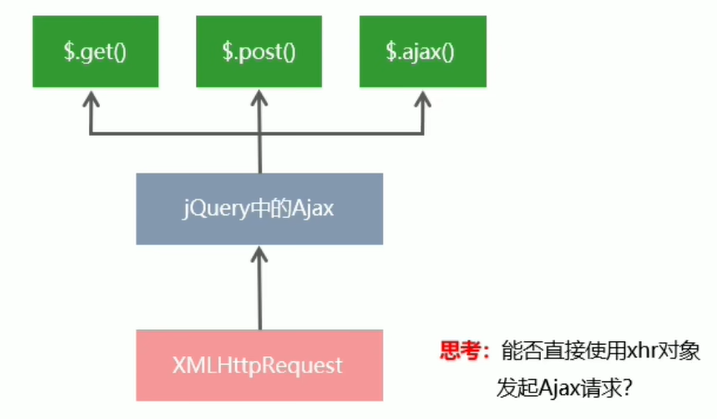 $.get()
$.post()
$.ajax()
jQuery中的Ajax
XMLHttpRequest
思考：能否直接使用xhr对象
发起Ajax请求？